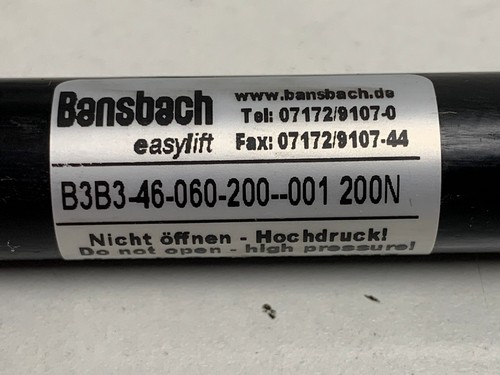 Bansbach
easylift
www.bansbach.de
Tel: 07172/9107-0
Fax: 07172/9107-44
B3B3-46-060-200--001 200N
Nicht öffnen - Hochdruck!
Do not open - high pressure!